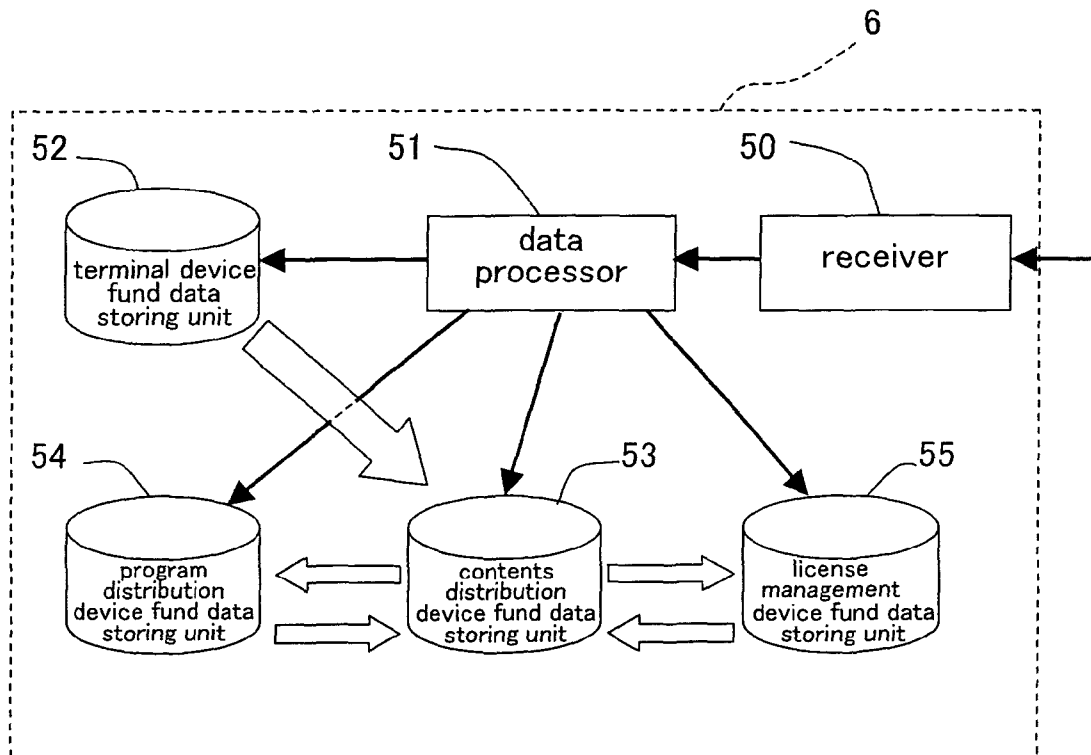 6
52
51
50
data
processor
receiver
terminal device
fund data
storing unit
54
53
55
program
distribution
device fund data
storing unit
contents
distribution
device fund data
storing unit
license
management
device fund data
storing unit